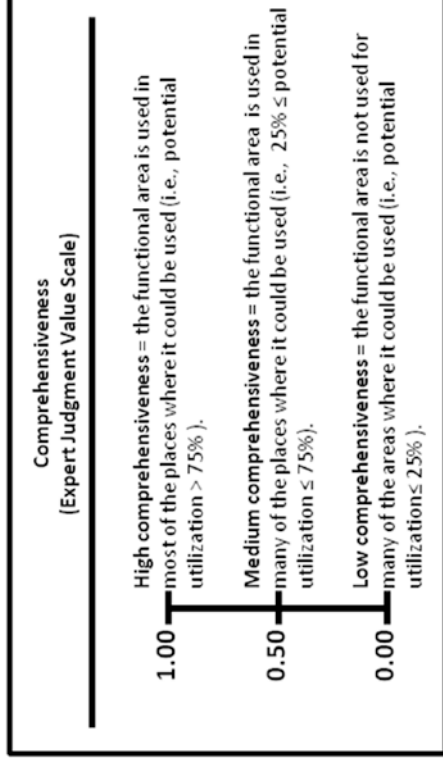 Comprehensiveness
(Expert Judgment Value Scale)
High comprehensiveness = the functional area is used in
1.00 most of the places where it could be used (i.e., potential
utilization > 75% ).
Medium comprehensiveness = the functional area is used in
0.50 many of the places where it could be used (i.e., 25% ≤ potential
utilization ≤ 75%).
Low comprehensiveness = the functional area is not used for
0.00 many of the areas where it could be used (i.e., potential
utilization≤ 25% ).